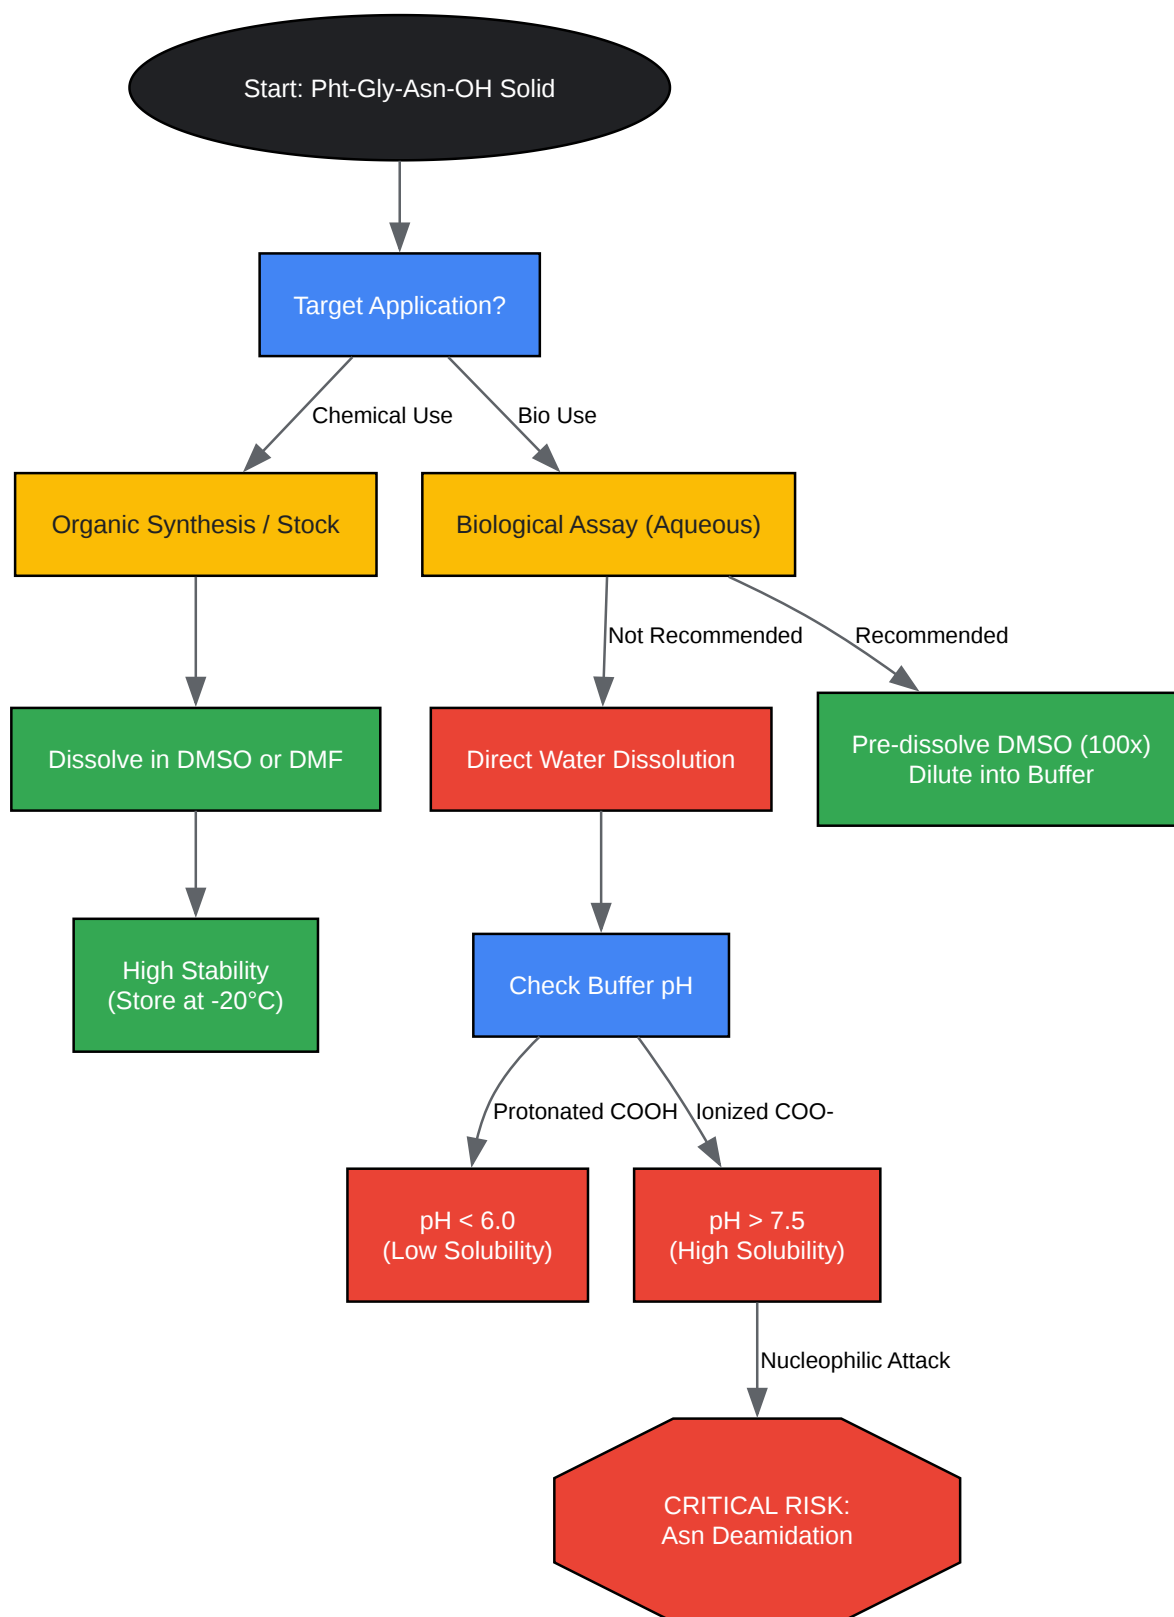 Start: Pht-Gly-Asn-OH Solid
Target Application?
Chemical Use
Bio Use
Organic Synthesis / Stock
Biological Assay (Aqueous)
Not Recommended
Recommended
Dissolve in DMSO or DMF
Direct Water Dissolution
Pre-dissolve DMSO (100x)
Dilute into Buffer
High Stability
(Store at -20°C)
Check Buffer pH
Protonated COOH
Ionized COO-
pH < 6.0
(Low Solubility)
pH > 7.5
(High Solubility)
Nucleophilic Attack
CRITICAL RISK:
Asn Deamidation